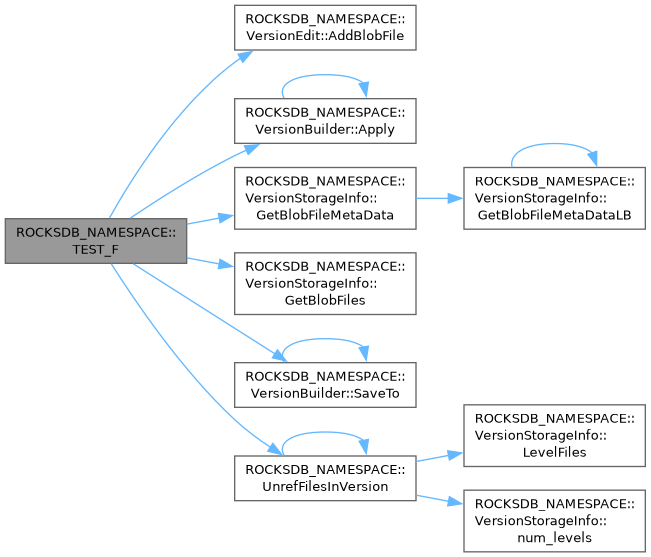 ROCKSDB_NAMESPACE::
TEST_F
ROCKSDB_NAMESPACE::
VersionEdit::AddBlobFile
ROCKSDB_NAMESPACE::
VersionBuilder::Apply
ROCKSDB_NAMESPACE::
VersionStorageInfo::
GetBlobFileMetaData
ROCKSDB_NAMESPACE::
VersionStorageInfo::
GetBlobFileMetaDataLB
ROCKSDB_NAMESPACE::
VersionStorageInfo::
GetBlobFiles
ROCKSDB_NAMESPACE::
VersionBuilder::SaveTo
ROCKSDB_NAMESPACE::
UnrefFilesInVersion
ROCKSDB_NAMESPACE::
VersionStorageInfo::
LevelFiles
ROCKSDB_NAMESPACE::
VersionStorageInfo::
num_levels